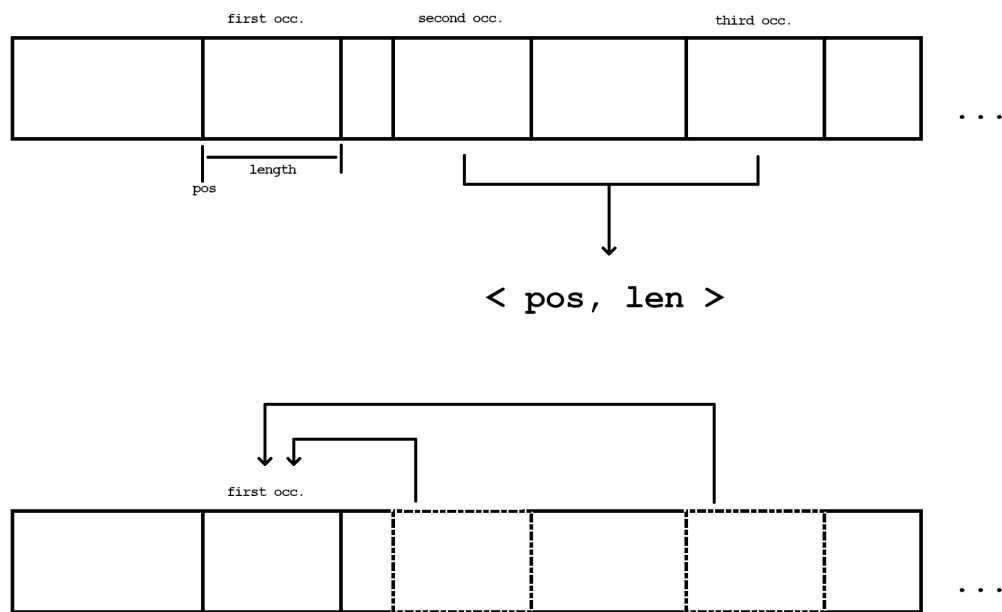 first occ.
second occ.
third occ.
...
length
pos
< pos, len >
first occ.
...